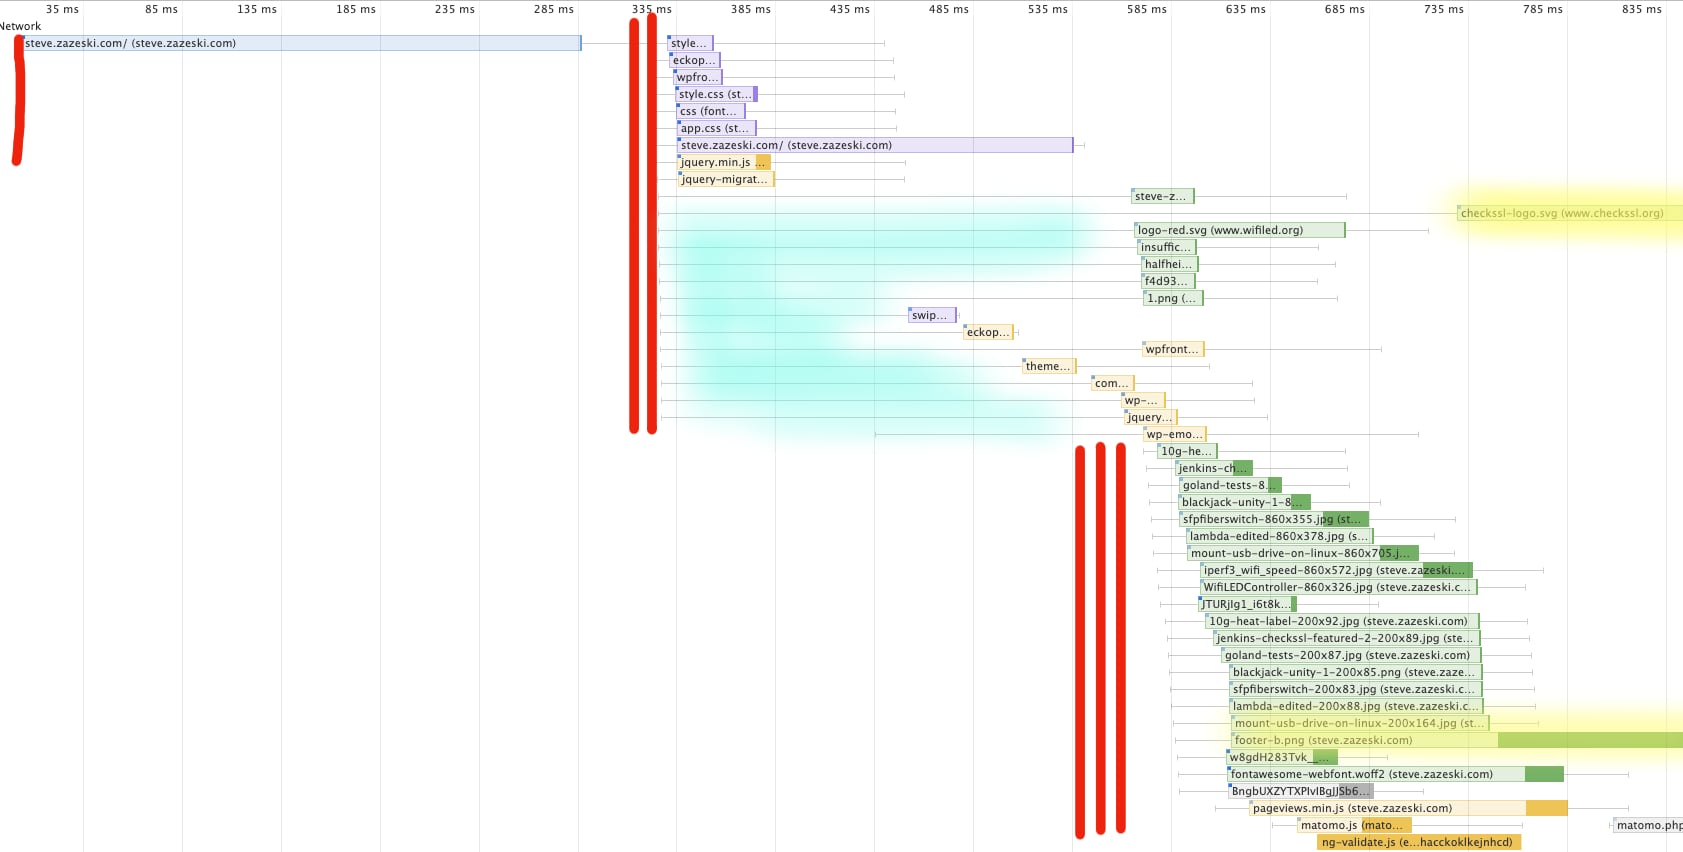 35 ms 85 ms 135 ms 185 ms 235 ms 285 ms 335 ms 385 ms 435 ms 485 ms 535 ms 585 ms 635 ms 685 ms 735 ms 785 ms 835 ms
Network
steve.zazeski.com/ (steve.zazeski.com) style...
eckop...
wpfro...
style.css (st...
css (font...
app.css (st...
steve.zazeski.com/ (steve.zazeski.com)
jquery.min.js ...
jquery-migrat...
steve-z...
checkssl-logo.svg (www.checkssl.org)
logo-red.svg (www.wifiled.org)
insuffic...
halfhei...
f4d93...
1.png (...
swip...
eckop...
wpfront...
theme...
com...
wp-...
jquery...
wp-emo...
10g-he...
jenkins-ch...
goland-tests-8...
blackjack-unity-1-8...
sfpfiberswitch-860x355.jpg (st...
lambda-edited-860x378.jpg (s...
mount-usb-drive-on-linux-860x705.j...
iperf3_wifi_speed-860x572.jpg (steve.zazeski....
WifiLEDController-860x326.jpg (steve.zazeski.c...
JTURjIg1_i6t8k...
10g-heat-label-200x92.jpg (steve.zazeski.com)
jenkins-checkssl-featured-2-200x89.jpg (ste...
goland-tests-200x87.jpg (steve.zazeski.com)
blackjack-unity-1-200x85.png (steve.zaze...
sfpfiberswitch-200x83.jpg (steve.zazeski.c...
lambda-edited-200x88.jpg (steve.zazeski.c...
mount-usb-drive-on-linux-200x164.jpg (st...
footer-b.png (steve.zazeski.com)
w8gdH283Tvk__...
fontawesome-webfont.woff2 (steve.zazeski.com)
BngbUXZYTXPIvIBgJJSb6...
pageviews.min.js (steve.zazeski.com)
matomo.js (mato... matomo.php
ng-validate.js (e...hacckoklkejnhcd)